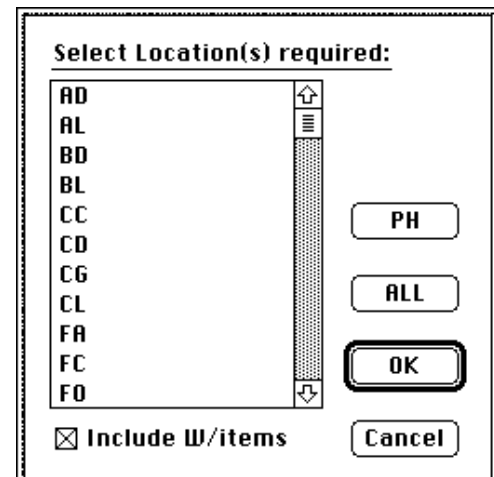 Select Location(s) required:
AD
AL
BD
BL
CC
CD
CG
CL
FA
FC
FO
PH
ALL
OK
Include W/items
Cancel